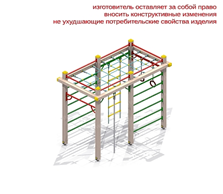 изготовитель оставляет за собой право
вносить конструктивные изменения
не ухудшающие потребительские свойства изделия